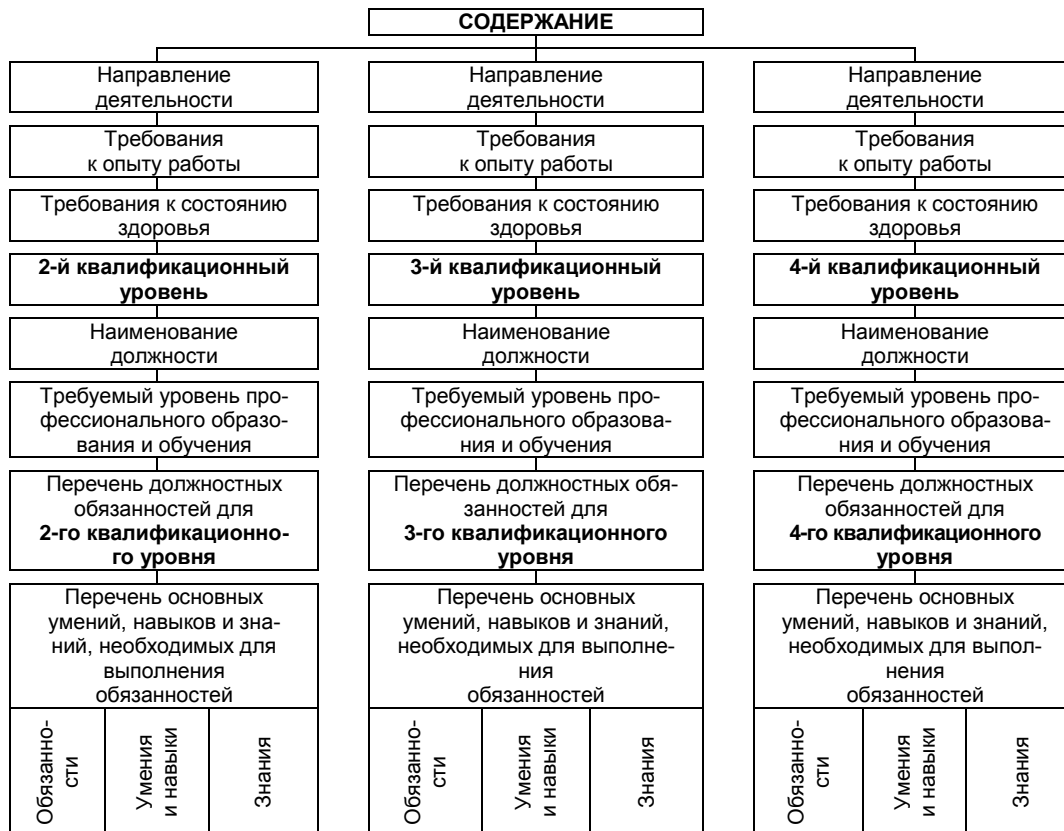 СОДЕРЖАНИЕ
Направление
деятельности
Требования
к опыту работы
Требования к состоянию
здоровья
2-й квалификационный
уровень
Наименование
должности
Требуемый уровень про-
фессионального образо-
вания и обучения
Перечень должностных
обязанностей для
2-го квалификационно-
го уровня
Перечень основных
умений, навыков и зна-
ний, необходимых для
выполнения
обязанностей
Обязанно-
сти
Умения
и навыки
Знания
Направление
деятельности
Требования
к опыту работы
Требования к состоянию
здоровья
3-й квалификационный
уровень
Наименование
должности
Требуемый уровень про-
фессионального образова-
ния и обучения
Перечень должностных обя-
занностей для
3-го квалификационного
уровня
Перечень основных
умений, навыков и знаний,
необходимых для выполне-
ния
обязанностей
Обязанно-
сти
Умения
и навыки
Знания
Направление
деятельности
Требования
к опыту работы
Требования к состоянию
здоровья
4-й квалификационный
уровень
Наименование
должности
Требуемый уровень про-
фессионального образова-
ния и обучения
Перечень должностных
обязанностей для
4-го квалификационного
уровня
Перечень основных
умений, навыков и знаний,
необходимых для выпол-
нения
обязанностей
Обязанно-
сти
Умения
и навыки
Знания